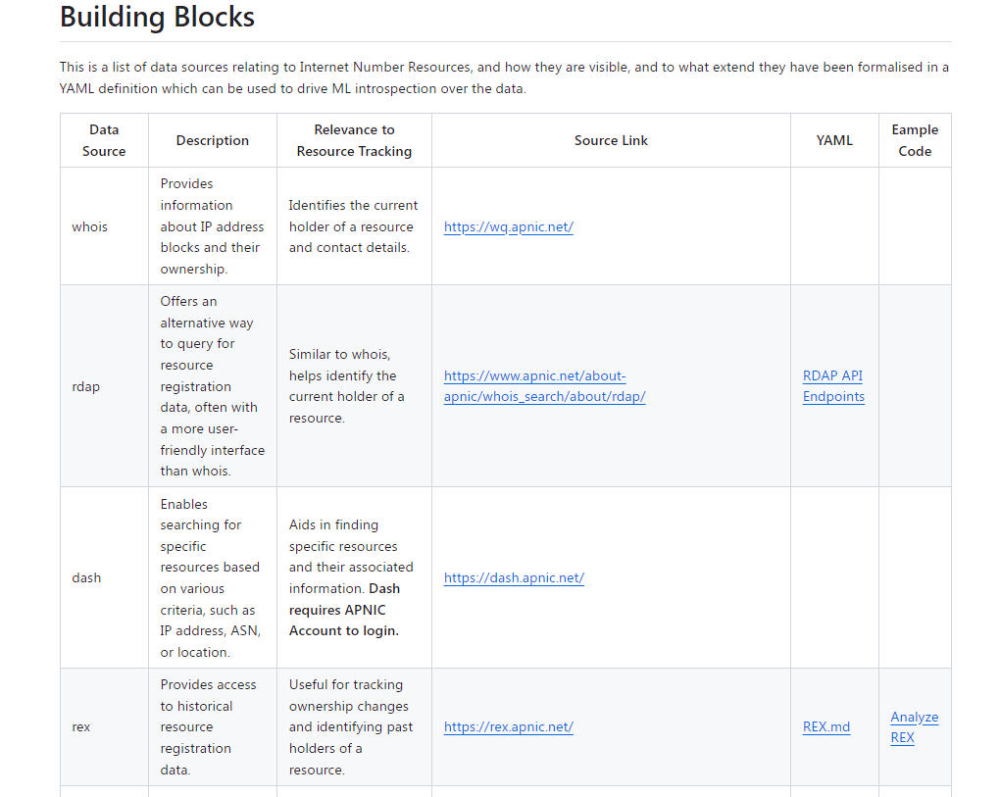 Building Blocks
This is a list of data sources relating to Internet Number Resources, and how they are visible, and to what extend they have been formalised in a
YAML definition which can be used to drive ML introspection over the data.
Data
Source
Description
Relevance to
Resource Tracking
Source Link
YAML
Eample
Code
whois
Provides
information
about IP address
blocks and their
ownership.
Identifies the current
holder of a resource
and contact details.
https://wq.apnic.net/
rdap
Offers an
alternative way
to query for
resource
registration
data, often with
a more user-
friendly interface
than whois.
Similar to whois,
helps identify the
current holder of a
resource.
https://www.apnic.net/about-
apnic/whois_search/about/rdap/
RDAP API
Endpoints
dash
Enables
searching for
specific
resources based
on various
criteria, such as
IP address, ASN,
or location.
Aids in finding
specific resources
and their associated
information. Dash
requires APNIC
Account to login.
https://dash.apnic.net/
rex
Provides access
to historical
resource
registration
data.
Useful for tracking
ownership changes
and identifying past
holders of a
resource.
https://rex.apnic.net/
REX.md
Analyze
REX